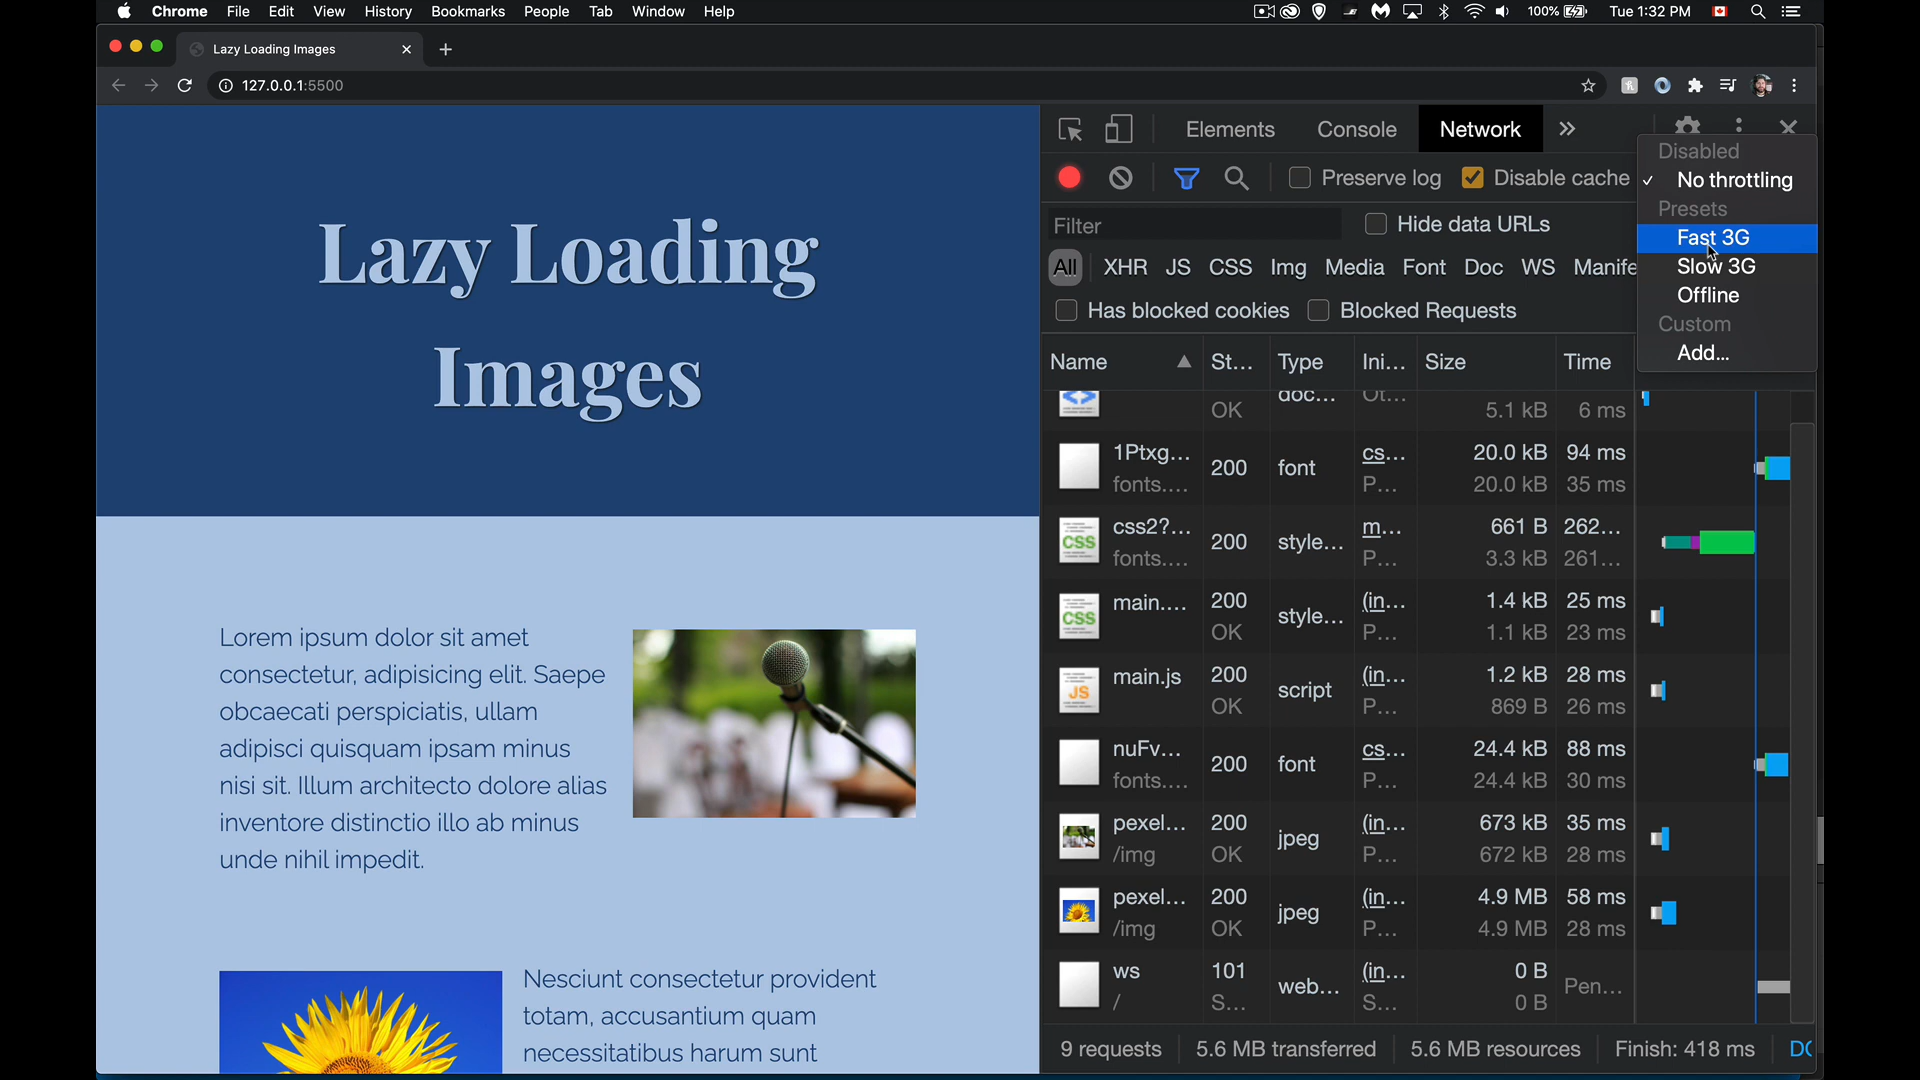 Chrome File Edit View History Bookmarks People Tab Window Help
100% Tue 1:32 PM
Lazy Loading Images
127.0.0.1:5500
Lazy Loading
Images
Lorem ipsum dolor sit amet
consectetur, adipisicing elit. Saepe
obcaecati perspiciatis, ullam
adipisci quisquam ipsam minus
nisi sit. Illum architecto dolore alias
inventore distinctio illo ab minus
unde nihil impedit.
Nesciunt consectetur provident
totam, accusantium quam
necessitatibus harum sunt
Elements Console Network
Preserve log Disable cache
Filter Hide data URLs
All XHR JS CSS Img Media Font Doc WS Manife
Has blocked cookies Blocked Requests
Disabled
No throttling
Presets
Fast 3G
Slow 3G
Offline
Custom
Add...
Name St... Type Ini... Size Time
doc... Ot...
OK 5.1 kB 6 ms
1Ptxg... 200 font cs... 20.0 kB 94 ms
fonts.... P... 20.0 kB 35 ms
css2?... 200 style... m... 661 B 262...
fonts.... P... 3.3 kB 261...
main.... 200 style... (in... 1.4 kB 25 ms
OK P... 1.1 kB 23 ms
main.js 200 script (in... 1.2 kB 28 ms
OK P... 869 B 26 ms
nuFv... 200 font cs... 24.4 kB 88 ms
fonts.... P... 24.4 kB 30 ms
pexel... 200 jpeg (in... 673 kB 35 ms
/img OK P... 672 kB 28 ms
pexel... 200 jpeg (in... 4.9 MB 58 ms
/img OK P... 4.9 MB 28 ms
ws 101 web... (in... 0 B Pen...
/ S... S... 0 B
9 requests 5.6 MB transferred 5.6 MB resources Finish: 418 ms DO